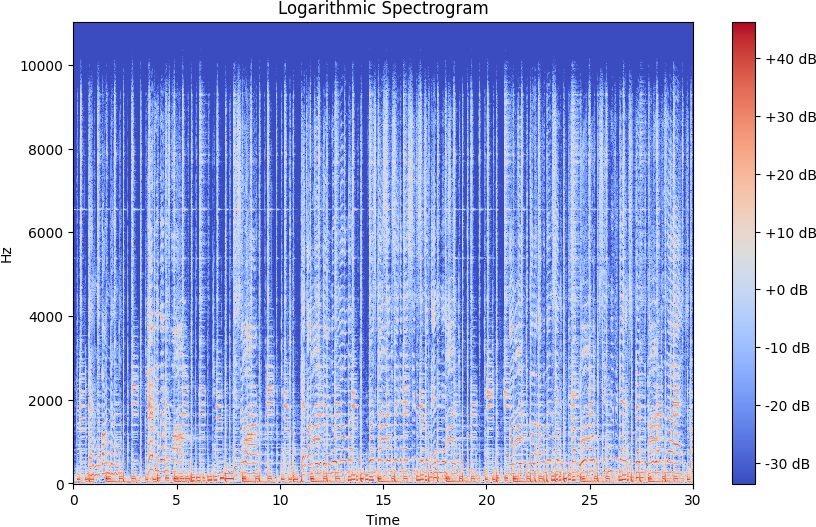 Logarithmic Spectrogram
10000
8000
6000
4000
2000
0
Hz
0 5 10 15 20 25 30
Time
+40 dB
+30 dB
+20 dB
+10 dB
+0 dB
-10 dB
-20 dB
-30 dB